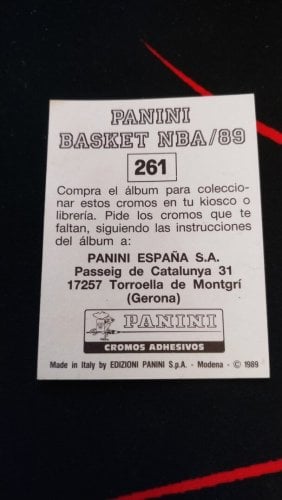 PANINI
BASKET NBA/89
261
Compra el álbum para coleccio-
nar estos cromos en tu kiosco o
librería. Pide los cromos que te
faltan, siguiendo las instrucciones
del álbum a:
PANINI ESPAÑA S.A.
Passeig de Catalunya 31
17257 Torroella de Montgrí
(Gerona)
PANINI
CROMOS ADHESIVOS
Made in Italy by EDIZIONI PANINI S.p.A. - Modena - © 1989